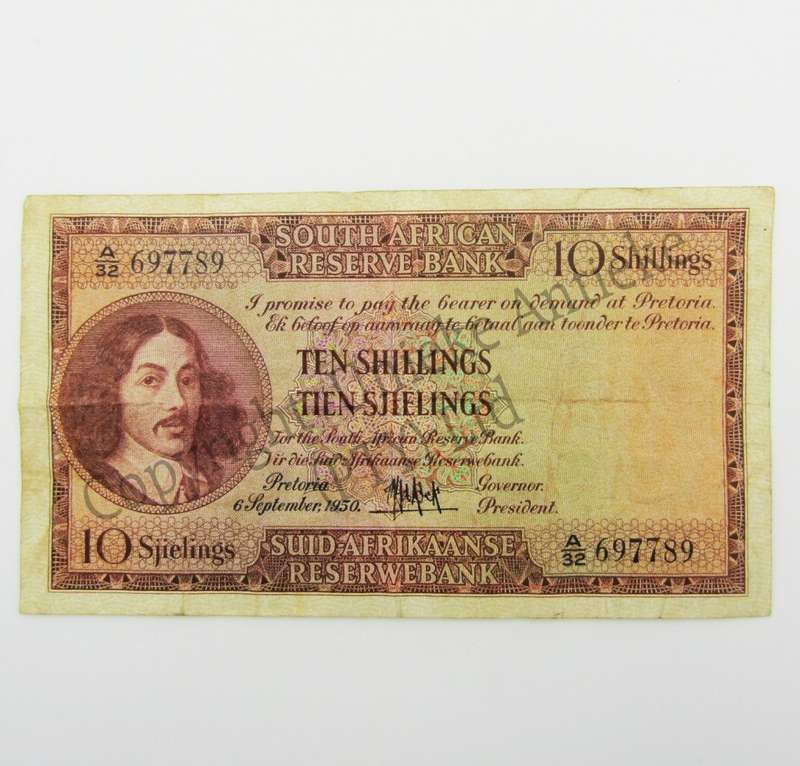 A/32 697789
SOUTH AFRICAN
RESERVE BANK
10 Shillings
I promise to pay the bearer on demand at Pretoria.
Ek beloof op aanvraag te betaal aan toonder te Pretoria.
TEN SHILLINGS
TIEN SJIELINGS
For the South African Reserve Bank.
Vir die Suid-Afrikaanse Reserwebank.
Pretoria
Governor.
6 September, 1950.
President.
10 Sjielings
SUID-AFRIKAANSE
RESERWEBANK
A/32 697789
Copyright
Ltd